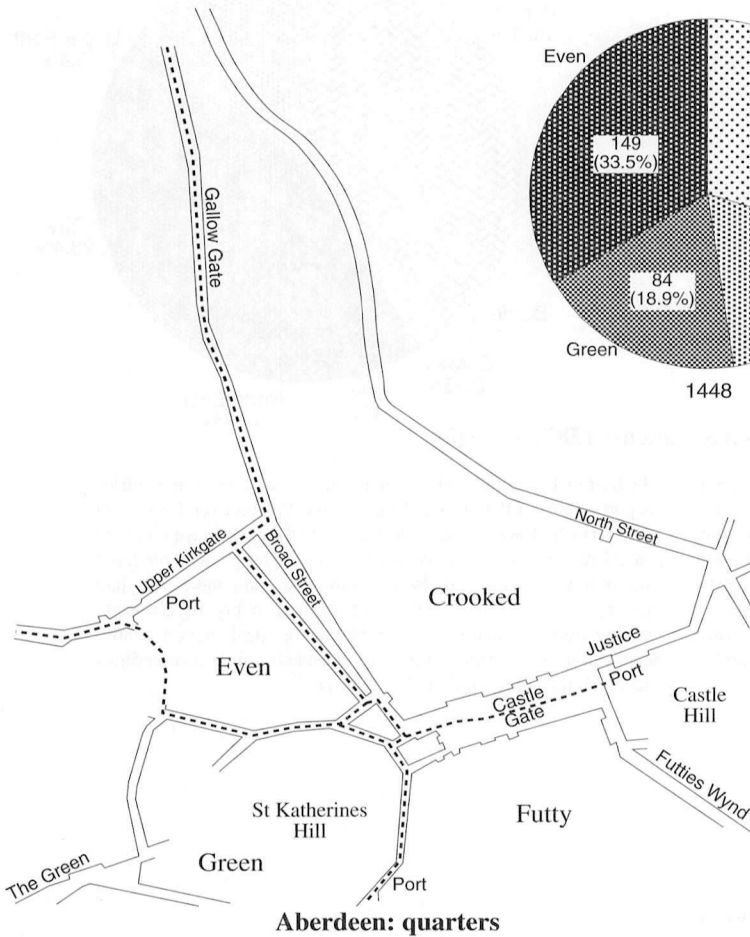 Even
149
(33.5%)
84
(18.9%)
Green
1448
Gallow Gate
North Street
Upper Kirkgate
Broad Street
Port
Crooked
Justice
Port
Even
Castle
Gate
Castle
Hill
Futties Wynd
St Katherines
Hill
Futty
Green
The Green
Port
Aberdeen: quarters